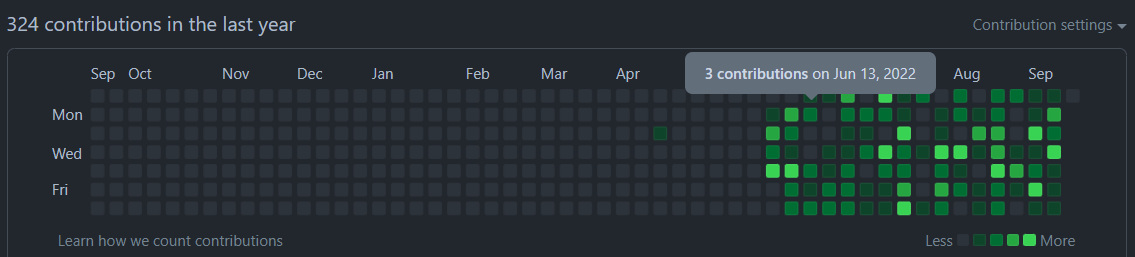 324 contributions in the last year
Contribution settings
Sep Oct Nov Dec Jan Feb Mar Apr Aug Sep
3 contributions on Jun 13, 2022
Mon
Wed
Fri
Learn how we count contributions
Less More